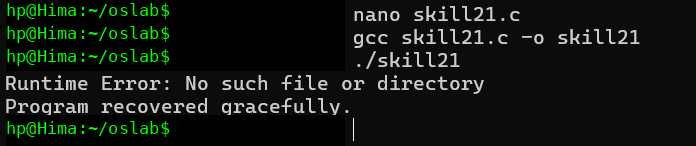 hp@Hima:~/oslab$ nano skill21.c
hp@Hima:~/oslab$ gcc skill21.c -o skill21
hp@Hima:~/oslab$ ./skill21
Runtime Error: No such file or directory
Program recovered gracefully.
hp@Hima:~/oslab$